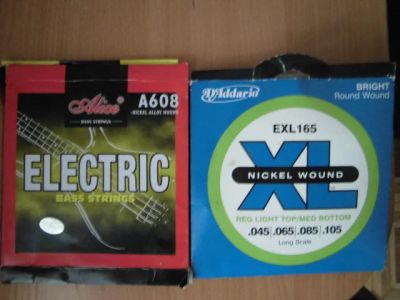 Alice
BASS STRINGS
A608
NICKEL ALLOY WOUND
ELECTRIC
BASS STRINGS
D'Addario
BRIGHT
Round Wound
EXL165
XL
NICKEL WOUND
REG LIGHT TOP/MED BOTTOM
.045 .065 .085 .105
Long Scale